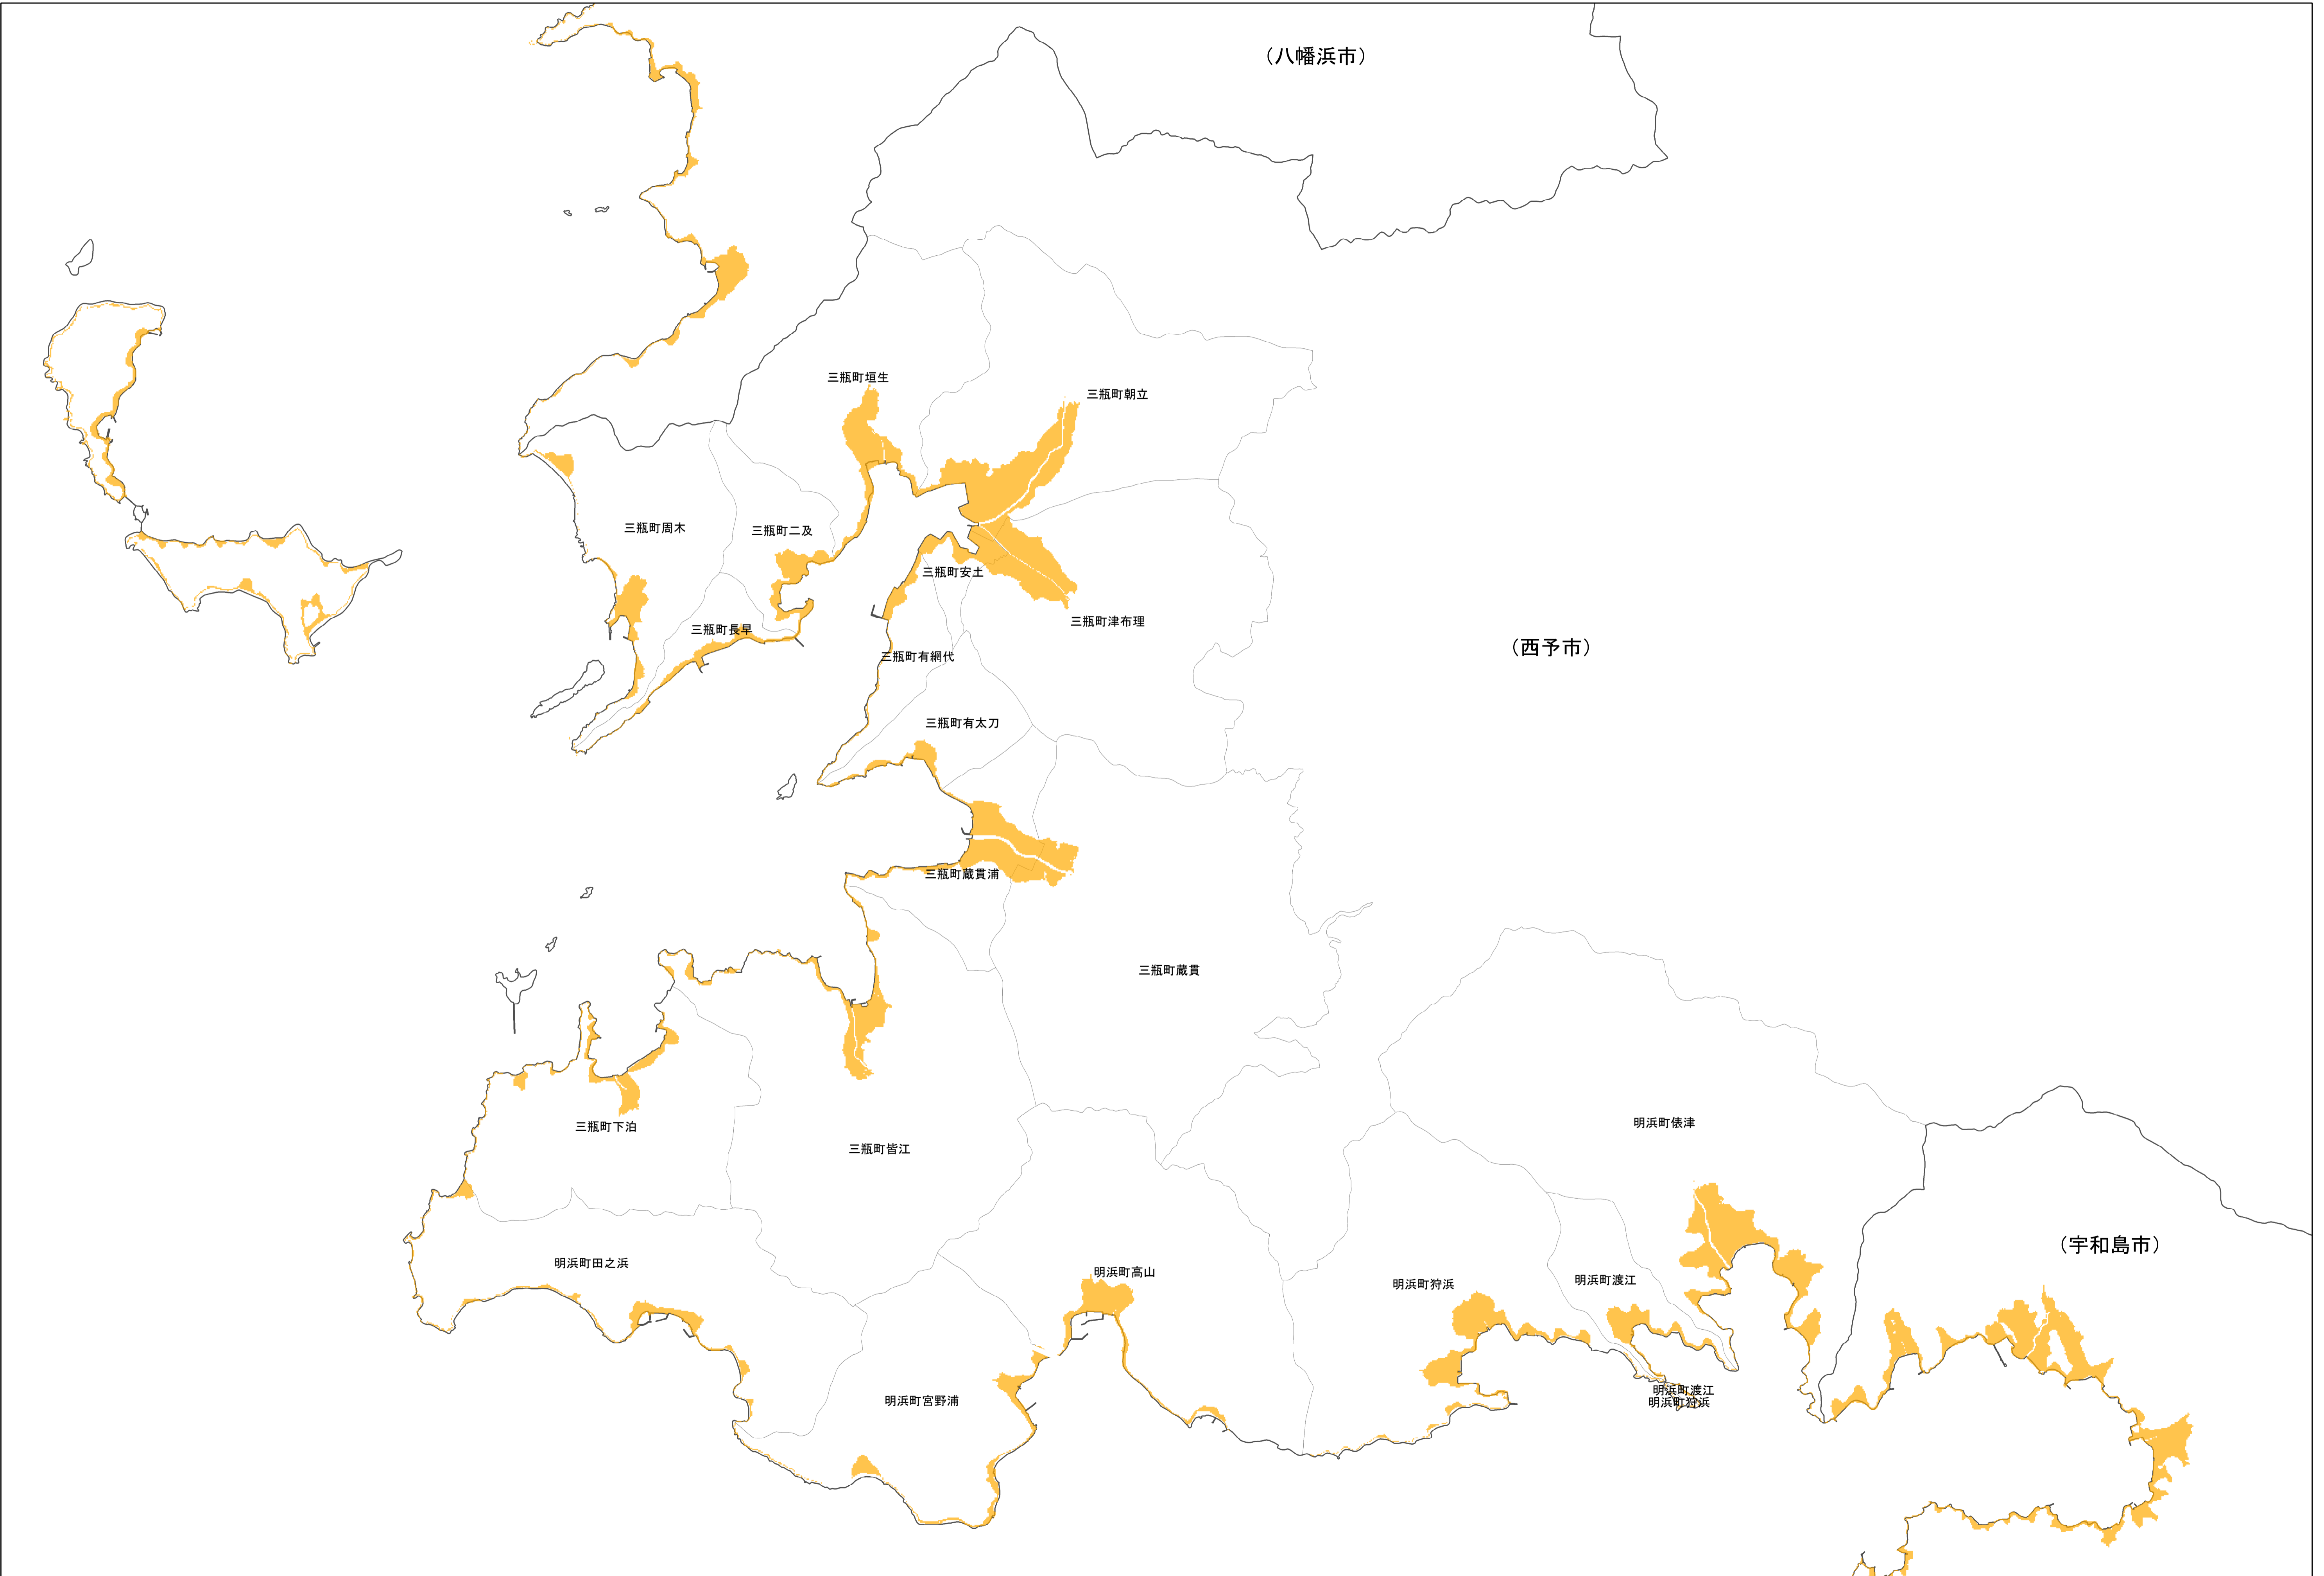 （八幡浜市）
三瓶町垣生
三瓶町朝立
三瓶町周木
三瓶町二及
三瓶町安土
三瓶町津布理
三瓶町長早
（西予市）
三瓶町有網代
三瓶町有太刀
三瓶町蔵貫浦
三瓶町蔵貫
明浜町俵津
三瓶町下泊
三瓶町皆江
（宇和島市）
明浜町田之浜
明浜町高山
明浜町渡江
明浜町狩浜
明浜町渡江
明浜町宮野浦
明浜町狩浜